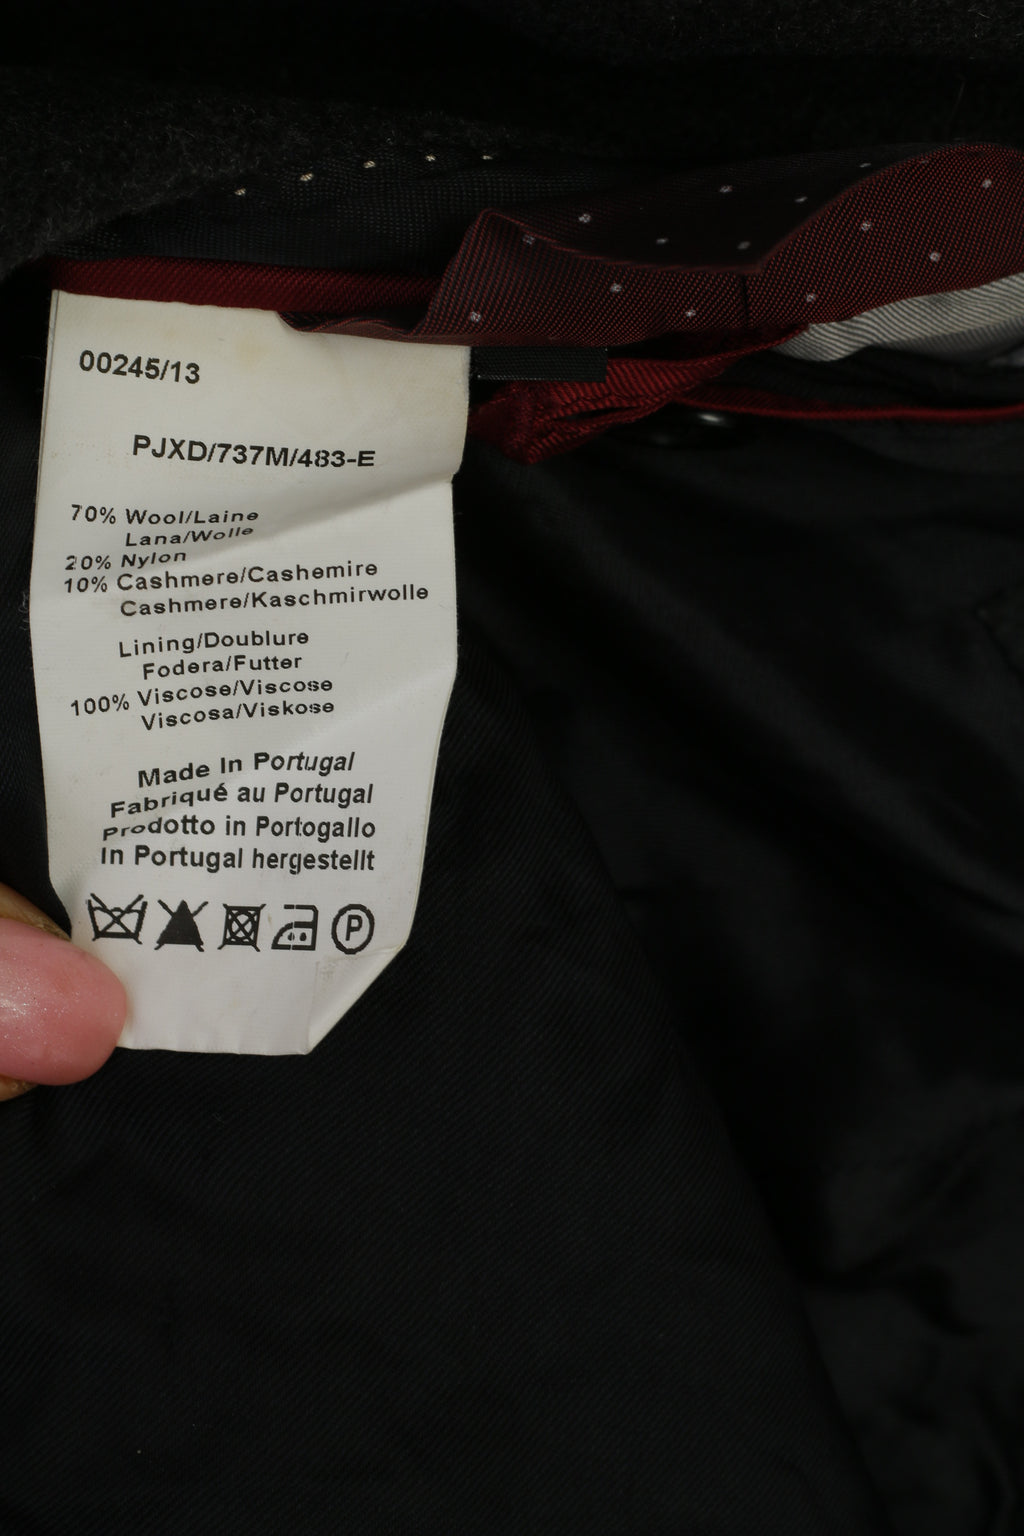 00245/13
PJXD/737M/483-E
70% Wool/Laine
Lana/Wolle
20% Nylon
10% Cashmere/Cashemire
Cashmere/Kaschmirwolle
Lining/Doublure
Fodera/Futter
100% Viscose/Viscose
Viscosa/Viskose
Made In Portugal
Fabriqué au Portugal
Prodotto in Portogallo
In Portugal hergestellt
P